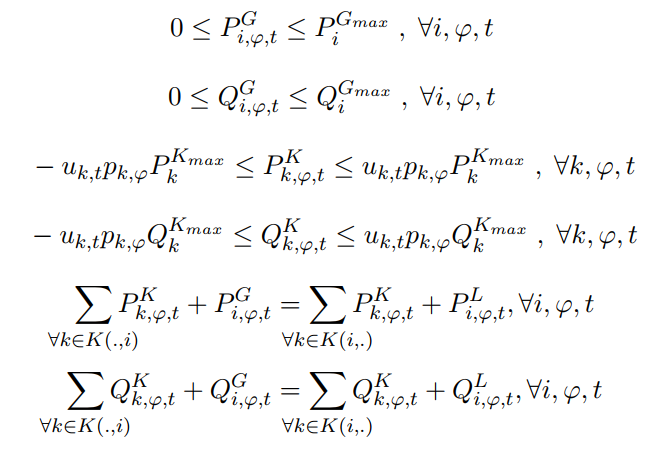 0 ≤ P^G_{i,φ,t} ≤ P^{G_{max}}_i , ∀i, φ, t
0 ≤ Q^G_{i,φ,t} ≤ Q^{G_{max}}_i , ∀i, φ, t
− u_{k,t} p_{k,φ} P^{K_{max}}_k ≤ P^K_{k,φ,t} ≤ u_{k,t} p_{k,φ} P^{K_{max}}_k , ∀k, φ, t
− u_{k,t} p_{k,φ} Q^{K_{max}}_k ≤ Q^K_{k,φ,t} ≤ u_{k,t} p_{k,φ} Q^{K_{max}}_k , ∀k, φ, t
∑_{∀k∈K(.,i)} P^K_{k,φ,t} + P^G_{i,φ,t} = ∑_{∀k∈K(i,.)} P^K_{k,φ,t} + P^L_{i,φ,t}, ∀i, φ, t
∑_{∀k∈K(.,i)} Q^K_{k,φ,t} + Q^G_{i,φ,t} = ∑_{∀k∈K(i,.)} Q^K_{k,φ,t} + Q^L_{i,φ,t}, ∀i, φ, t